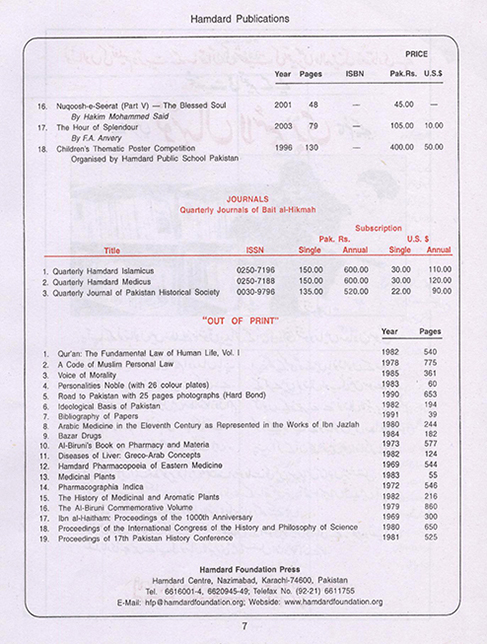 Hamdard Publications
PRICE
Year Pages ISBN Pak.Rs. U.S.$
16. Nuqoosh-e-Seerat (Part V) — The Blessed Soul 2001 48 — 45.00 —
By Hakim Mohammed Said
17. The Hour of Splendour 2003 79 — 105.00 10.00
By F.A. Anvery
18. Children's Thematic Poster Competition 1996 130 — 400.00 50.00
Organised by Hamdard Public School Pakistan
JOURNALS
Quarterly Journals of Bait al-Hikmah
Subscription
Pak. Rs. U.S. $
Title ISSN Single Annual Single Annual
1. Quarterly Hamdard Islamicus 0250-7196 150.00 600.00 30.00 110.00
2. Quarterly Hamdard Medicus 0250-7188 150.00 600.00 30.00 120.00
3. Quarterly Journal of Pakistan Historical Society 0030-9796 135.00 520.00 22.00 90.00
"OUT OF PRINT"
Year Pages
1. Qur'an: The Fundamental Law of Human Life, Vol. I 1982 540
2. A Code of Muslim Personal Law 1978 775
3. Voice of Morality 1985 361
4. Personalities Noble (with 26 colour plates) 1983 60
5. Road to Pakistan with 25 pages photographs (Hard Bond) 1990 653
6. Ideological Basis of Pakistan 1982 194
7. Bibliography of Papers 1991 39
8. Arabic Medicine in the Eleventh Century as Represented in the Works of Ibn Jazlah 1980 244
9. Bazar Drugs 1984 182
10. Al-Biruni's Book on Pharmacy and Materia 1973 577
11. Diseases of Liver: Greco-Arab Concepts 1982 124
12. Hamdard Pharmacopoeia of Eastern Medicine 1969 544
13. Medicinal Plants 1983 55
14. Pharmacographia Indica 1972 546
15. The History of Medicinal and Aromatic Plants 1982 216
16. The Al-Biruni Commemorative Volume 1979 860
17. Ibn al-Haitham: Proceedings of the 1000th Anniversary 1969 300
18. Proceedings of the International Congress of the History and Philosophy of Science 1980 650
19. Proceedings of 17th Pakistan History Conference 1981 525
Hamdard Foundation Press
Hamdard Centre, Nazimabad, Karachi-74600, Pakistan
Tel. 6616001-4, 6620945-49; Telefax No. (92-21) 6611755
E-Mail: hfp@hamdardfoundation.org; Webside: www.hamdardfoundation.org
7